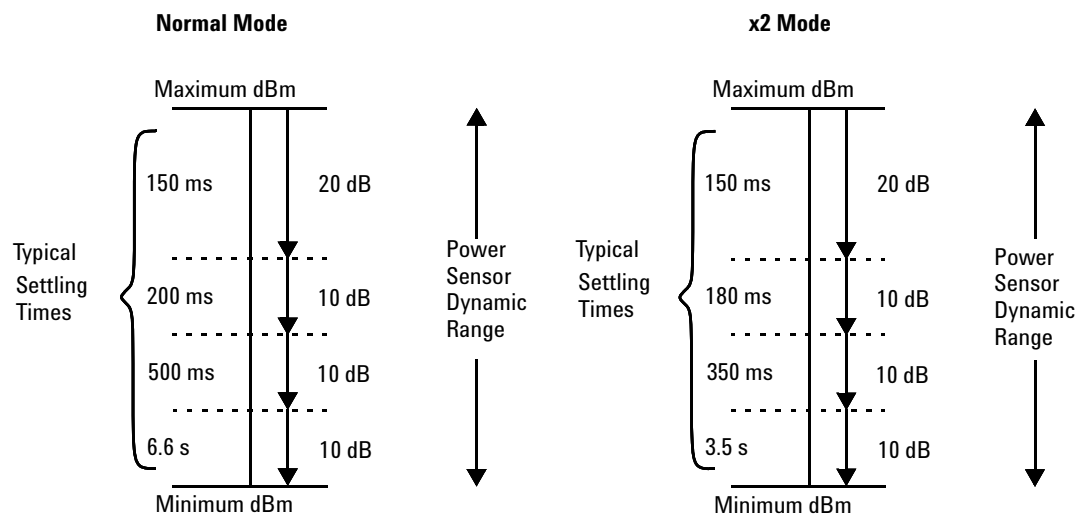 Normal Mode
Maximum dBm
150 ms
20 dB
Typical
Settling
Times
200 ms
10 dB
500 ms
10 dB
6.6 s
10 dB
Minimum dBm
Power
Sensor
Dynamic
Range
x2 Mode
Maximum dBm
150 ms
20 dB
Typical
Settling
Times
180 ms
10 dB
350 ms
10 dB
3.5 s
10 dB
Minimum dBm
Power
Sensor
Dynamic
Range